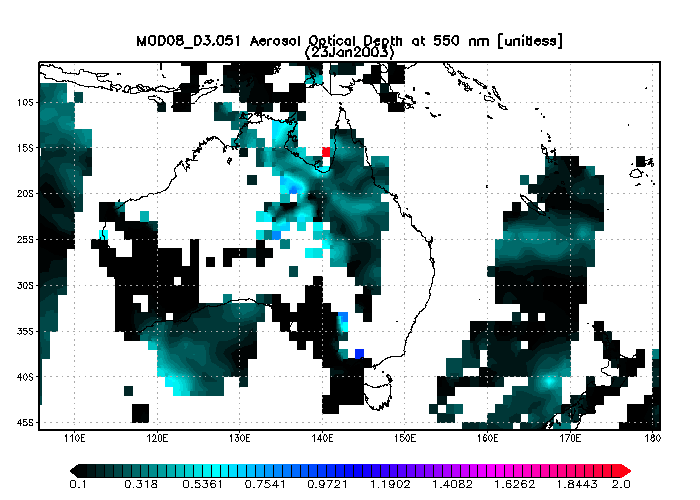 MOD08_D3.051 Aerosol Optical Depth at 550 nm [unitless]
(23Jan2003)
10S
15S
20S
25S
30S
35S
40S
45S
110E 120E 130E 140E 150E 160E 170E 180
0.1 0.318 0.5361 0.7541 0.9721 1.1902 1.4082 1.6262 1.8443 2.0